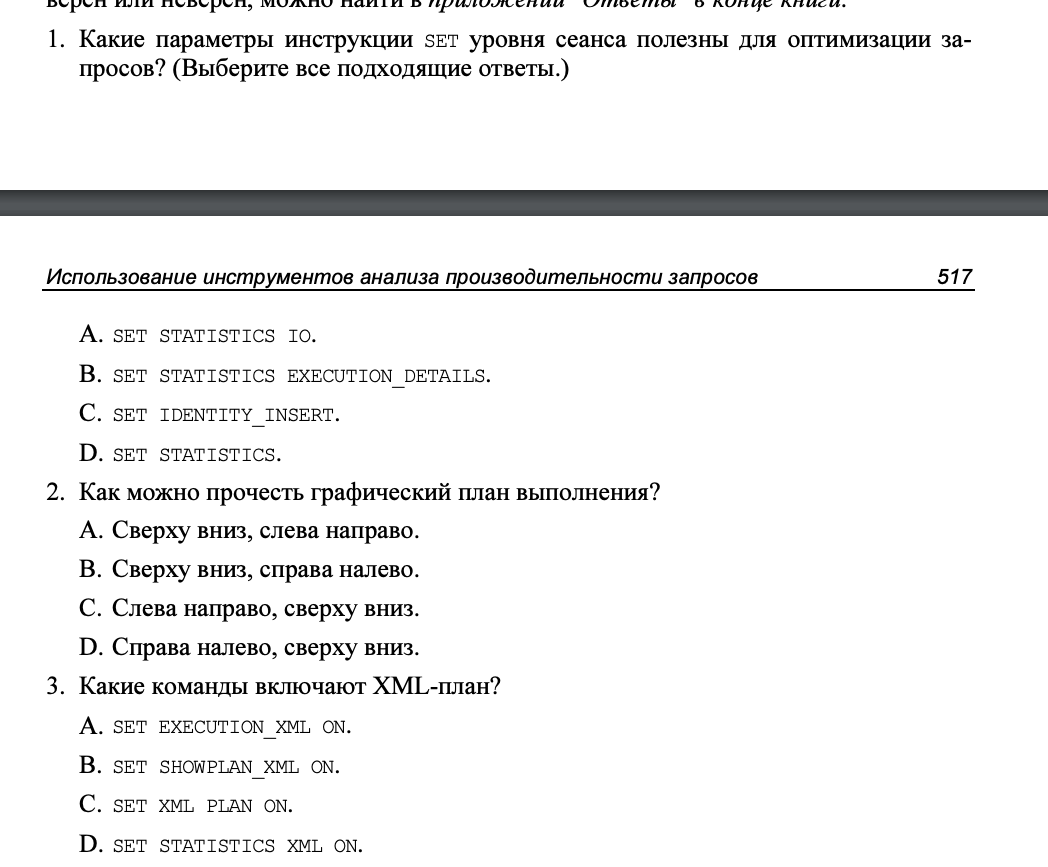 верен или неверен, можно найти в приложении "Ответы" в конце книги.
1. Какие параметры инструкции SET уровня сеанса полезны для оптимизации за-
просов? (Выберите все подходящие ответы.)
Использование инструментов анализа производительности запросов 517
A. SET STATISTICS IO.
B. SET STATISTICS EXECUTION_DETAILS.
C. SET IDENTITY_INSERT.
D. SET STATISTICS.
2. Как можно прочесть графический план выполнения?
A. Сверху вниз, слева направо.
B. Сверху вниз, справа налево.
C. Слева направо, сверху вниз.
D. Справа налево, сверху вниз.
3. Какие команды включают XML-план?
A. SET EXECUTION_XML ON.
B. SET SHOWPLAN_XML ON.
C. SET XML PLAN ON.
D. SET STATISTICS XML ON.